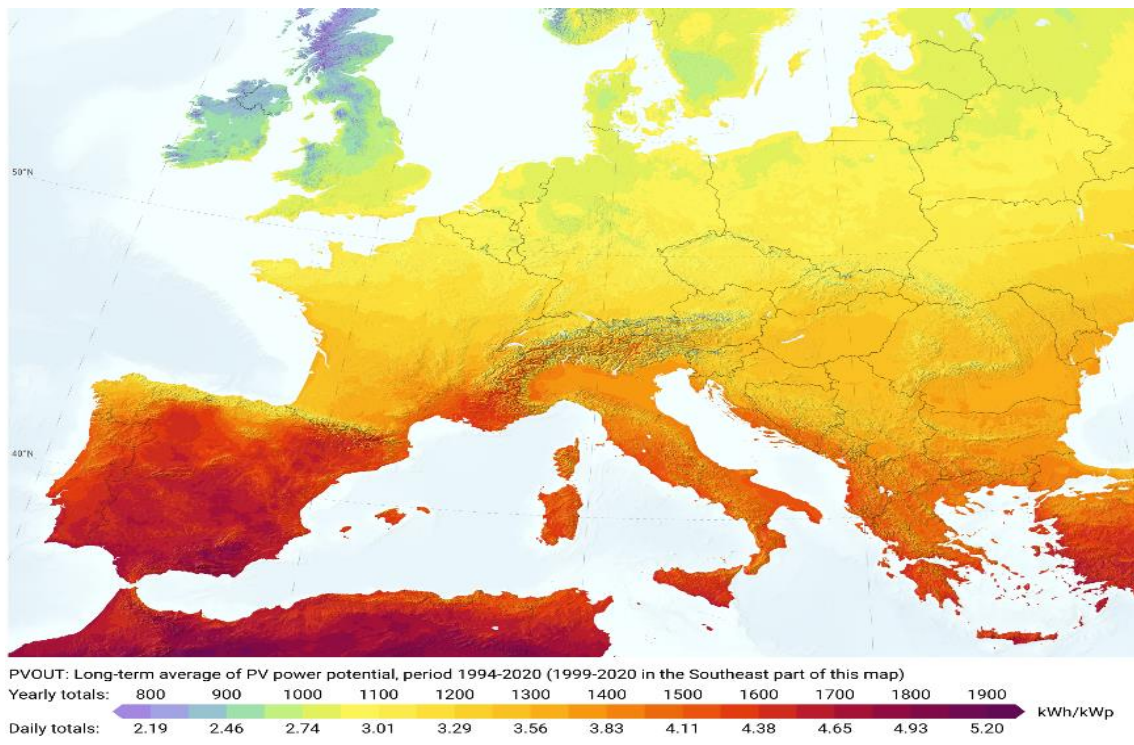 50°N
40°N
PVOUT: Long-term average of PV power potential, period 1994-2020 (1999-2020 in the Southeast part of this map)
Yearly totals: 800 900 1000 1100 1200 1300 1400 1500 1600 1700 1800 1900
kWh/kWp
Daily totals: 2.19 2.46 2.74 3.01 3.29 3.56 3.83 4.11 4.38 4.65 4.93 5.20